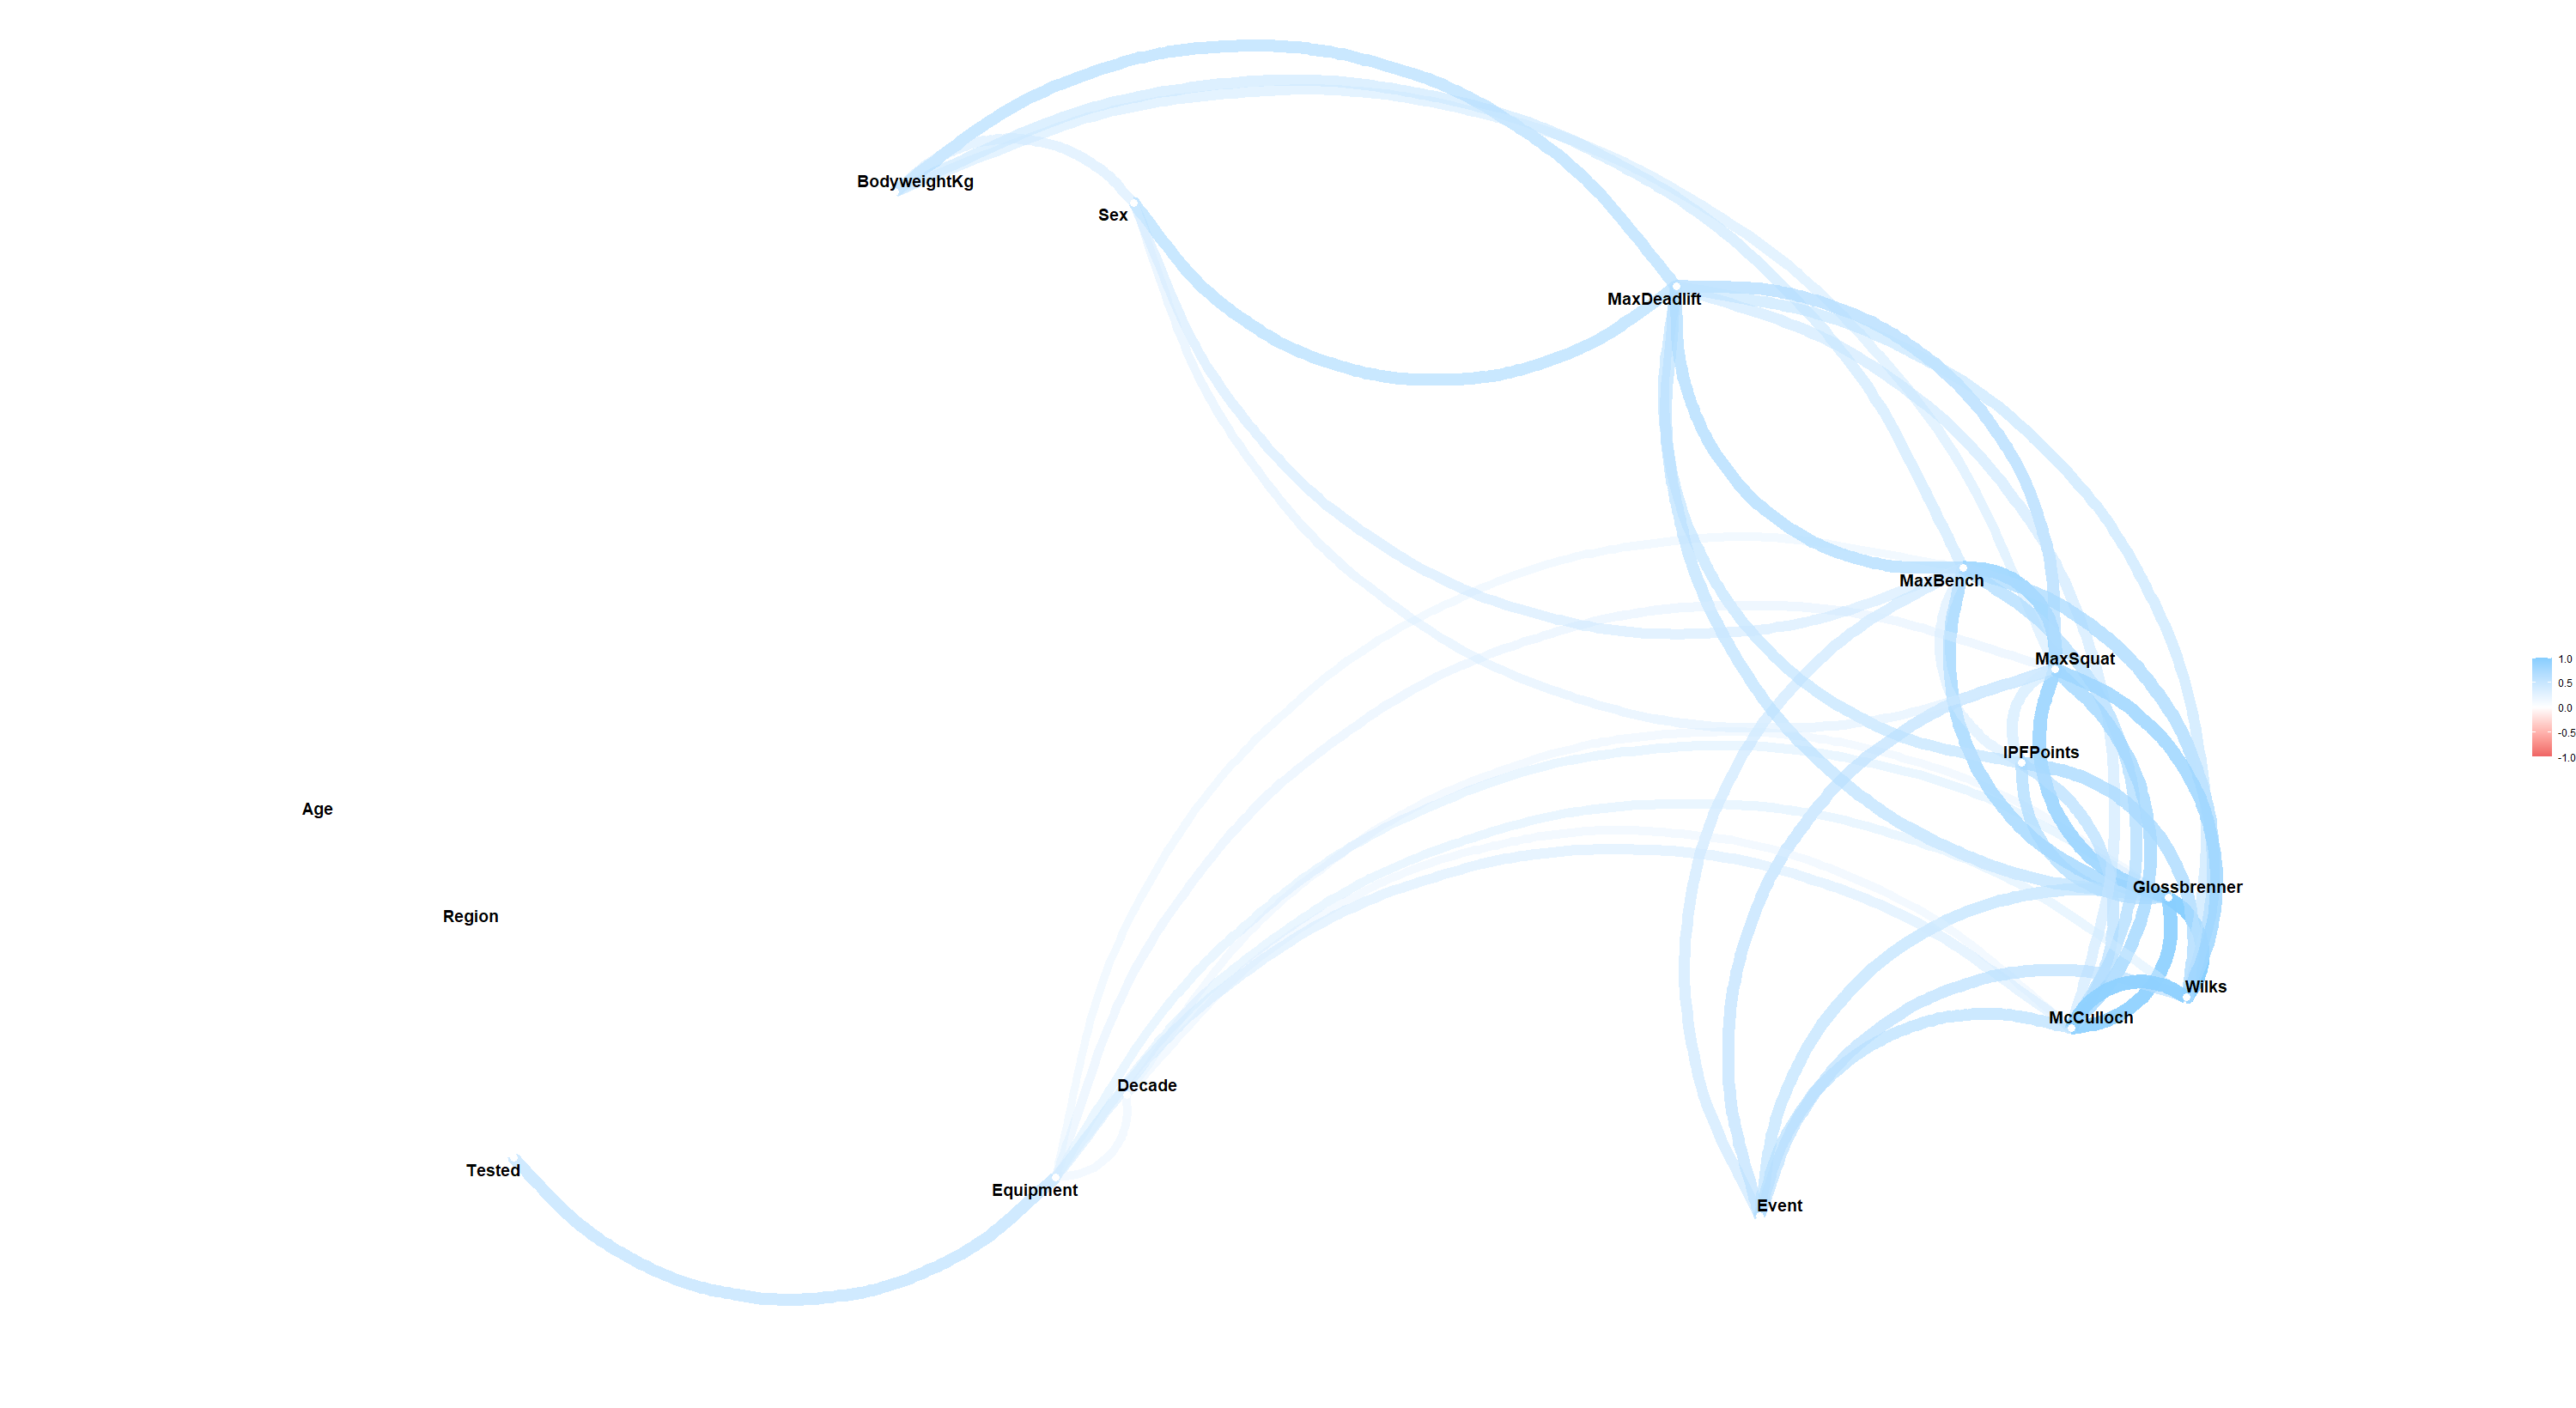 BodyweightKg
Sex
MaxDeadlift
MaxBench
MaxSquat
IPFPoints
Age
Glossbrenner
Region
Wilks
McCulloch
Decade
Tested
Equipment
Event
1.0
0.5
0.0
-0.5
-1.0